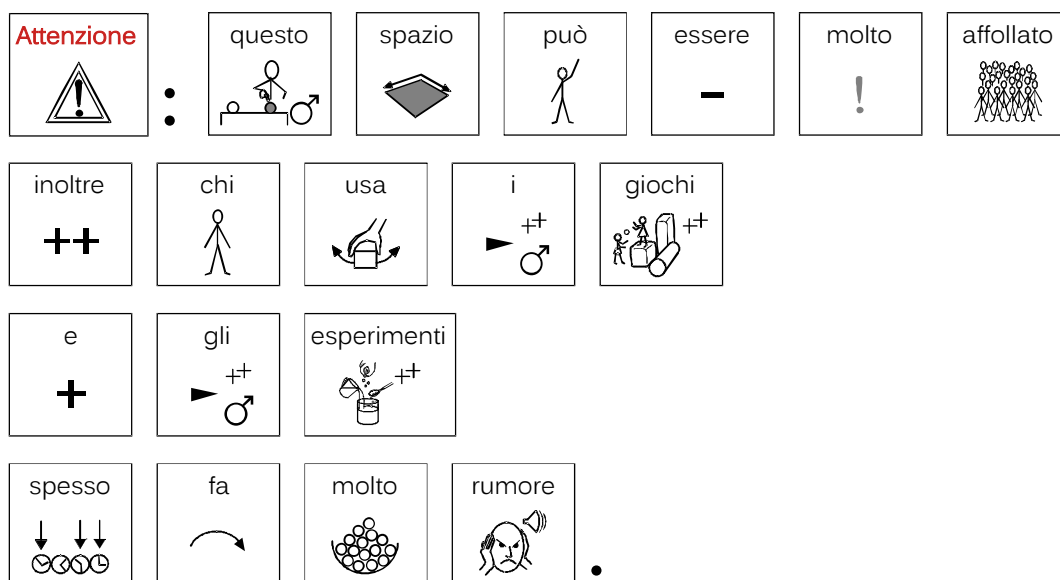 Attenzione : questo spazio può essere molto affollato
inoltre chi usa i giochi
e gli esperimenti
spesso fa molto rumore .